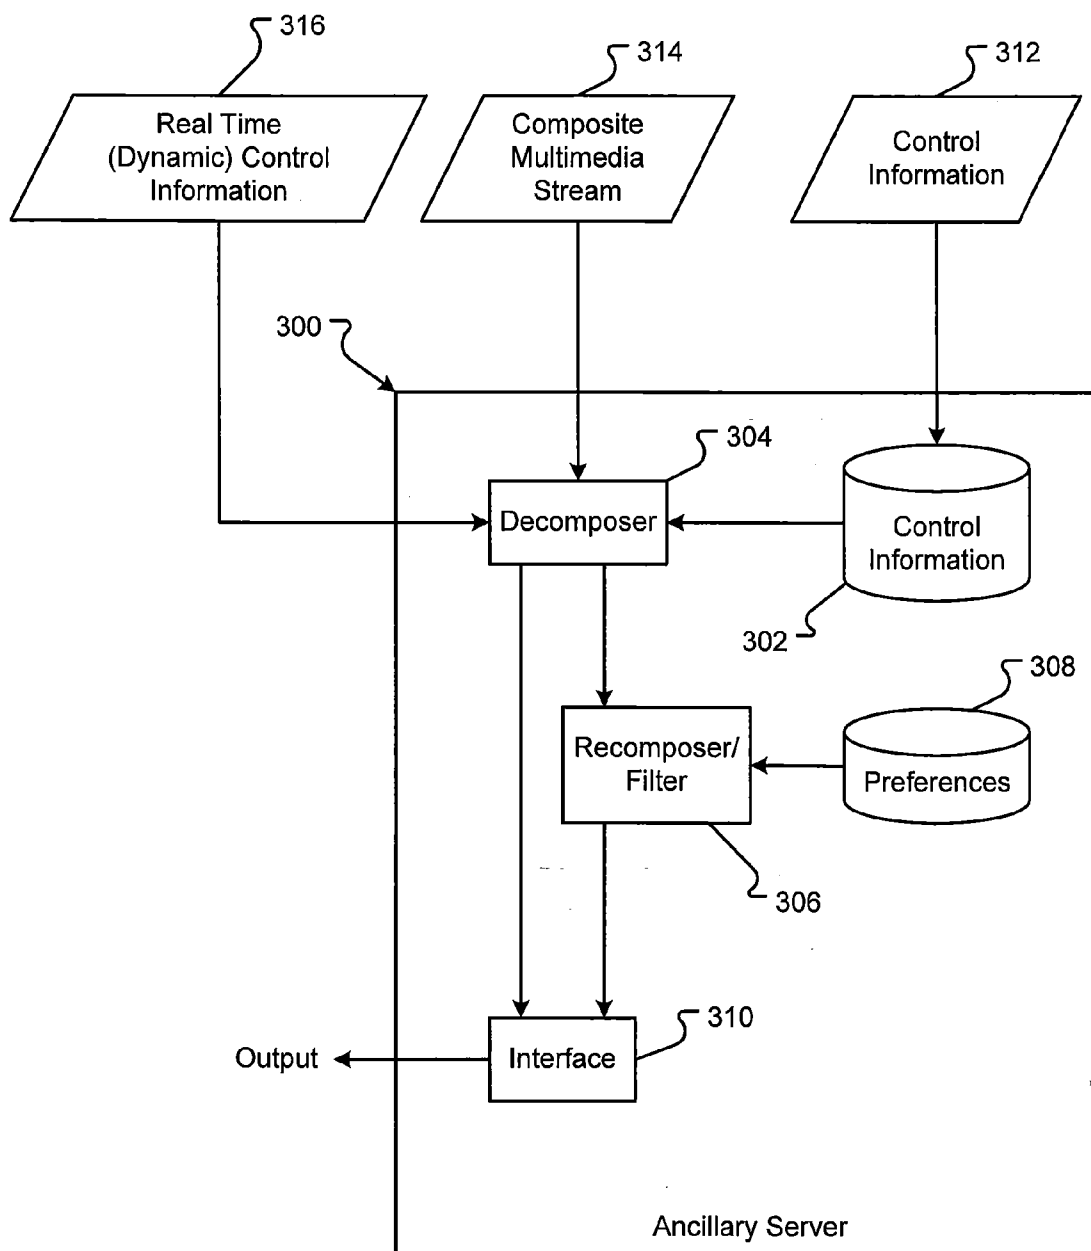 316
314
312
Real Time
(Dynamic) Control
Information
Composite
Multimedia
Stream
Control
Information
300
304
Decomposer
Control
Information
302
308
Recomposer/
Filter
Preferences
306
310
Output
Interface
Ancillary Server